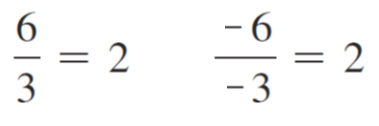 6/3 = 2    -6/-3 = 2